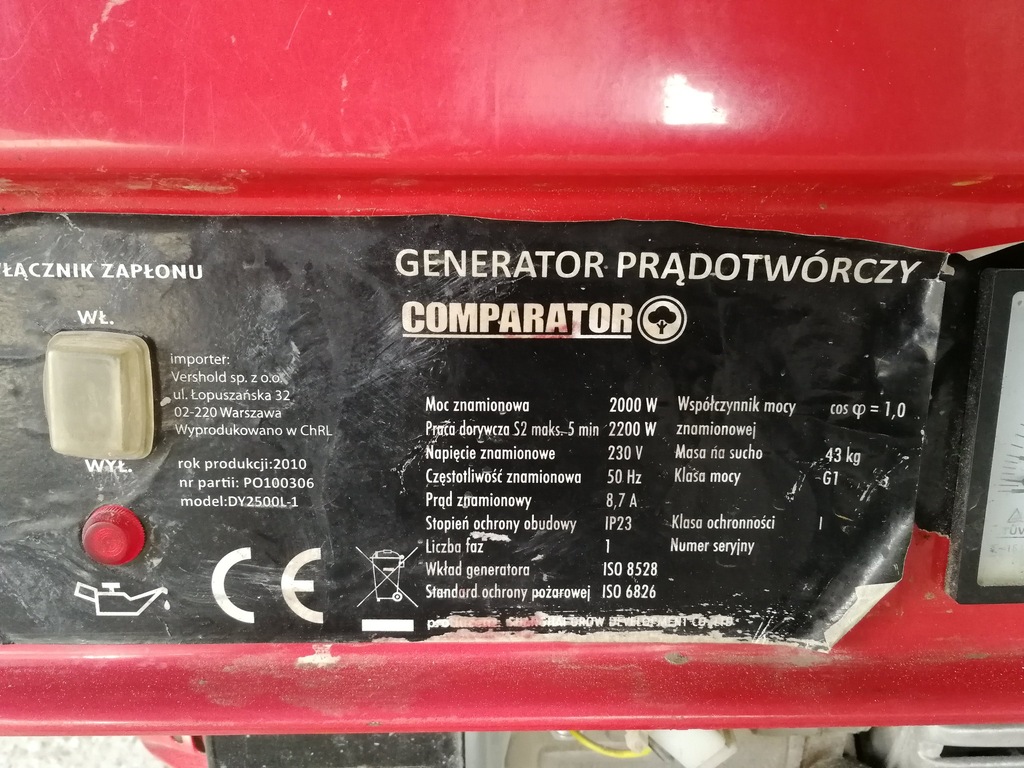 ŁĄCZNIK ZAPŁONU
WŁ.
WYŁ.
importer:
Vershold sp. z o.o.
ul. Łopuszańska 32
02-220 Warszawa
Wyprodukowano w ChRL
rok produkcji:2010
nr partii: PO100306
model:DY2500L-1
CE
GENERATOR PRĄDOTWÓRCZY
COMPARATOR
Moc znamionowa 2000 W
Praca dorywcza S2 maks. 5 min 2200 W
Napięcie znamionowe 230 V
Częstotliwość znamionowa 50 Hz
Prąd znamionowy 8,7 A
Stopień ochrony obudowy IP23
Liczba faz 1
Wkład generatora ISO 8528
Standard ochrony pożarowej ISO 6826
Współczynnik mocy cos φ = 1,0
znamionowej
Masa na sucho 43 kg
Klasa mocy G1
Klasa ochronności I
Numer seryjny
DEVELOPMENT CO.,LTD.